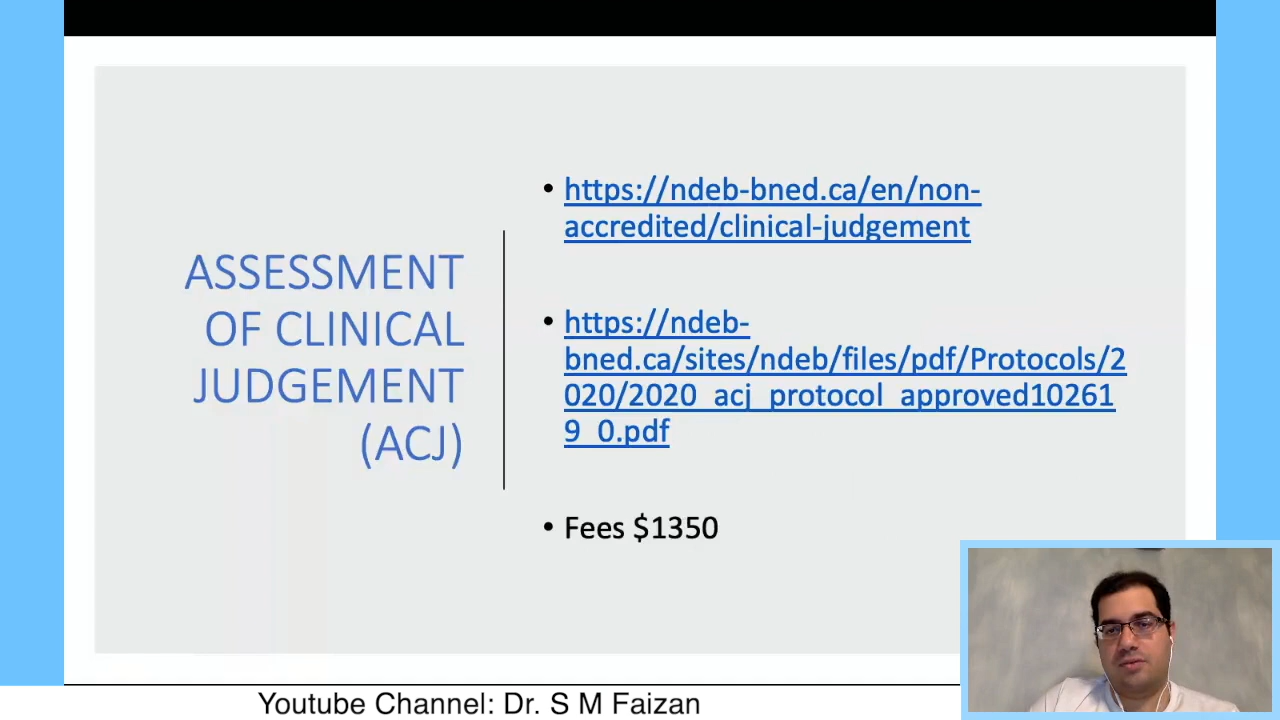 ASSESSMENT
OF CLINICAL
JUDGEMENT
(ACJ)
• https://ndeb-bned.ca/en/non-
accredited/clinical-judgement
• https://ndeb-
bned.ca/sites/ndeb/files/pdf/Protocols/2
020/2020_acj_protocol_approved10261
9_0.pdf
• Fees $1350
Youtube Channel: Dr. S M Faizan